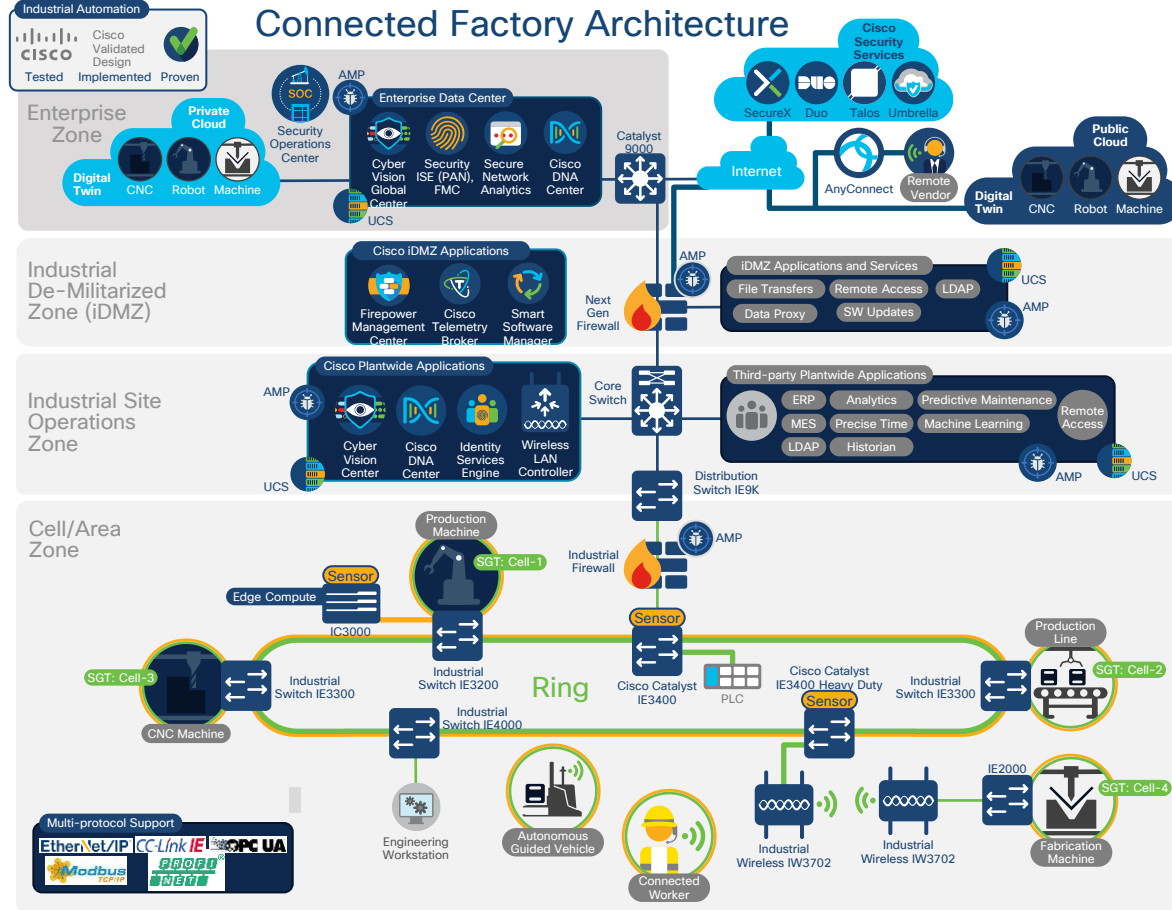 Industrial Automation
CISCO
Cisco
Validated
Design
Tested Implemented Proven
Connected Factory Architecture
Enterprise
Zone
Private
Cloud
Digital
Twin
CNC Robot Machine
SOC
Security
Operations
Center
AMP
Enterprise Data Center
Cyber
Vision
Global
Center
Security
ISE (PAN),
FMC
Secure
Network
Analytics
Cisco
DNA
Center
UCS
Catalyst
9000
Cisco
Security
Services
DUO
SecureX Duo Talos Umbrella
Internet
AnyConnect
Remote
Vendor
Public
Cloud
Digital
Twin
CNC Robot Machine
Industrial
De-Militarized
Zone (iDMZ)
Cisco iDMZ Applications
Firepower
Management
Center
Cisco
Telemetry
Broker
Smart
Software
Manager
Next
Gen
Firewall
AMP
iDMZ Applications and Services
File Transfers Remote Access LDAP
Data Proxy SW Updates
UCS
AMP
Industrial Site
Operations
Zone
Cisco Plantwide Applications
AMP
Cyber
Vision
Center
Cisco
DNA
Center
Identity
Services
Engine
Wireless
LAN
Controller
UCS
Core
Switch
Third-party Plantwide Applications
ERP Analytics Predictive Maintenance
MES Precise Time Machine Learning
LDAP Historian
Remote
Access
AMP
UCS
Distribution
Switch IE9K
Cell/Area
Zone
Production
Machine
SGT: Cell-1
Sensor
Edge Compute
IC3000
Industrial
Firewall
AMP
Sensor
SGT: Cell-3
CNC Machine
Industrial
Switch IE3300
Industrial
Switch IE3200
Ring
Cisco Catalyst
IE3400
PLC
Cisco Catalyst
IE3400 Heavy Duty
Sensor
Industrial
Switch IE3300
Production
Line
SGT: Cell-2
Industrial
Switch IE4000
Engineering
Workstation
Autonomous
Guided Vehicle
Connected
Worker
Industrial
Wireless IW3702
Industrial
Wireless IW3702
IE2000
SGT: Cell-4
Fabrication
Machine
Multi-protocol Support
EtherNet/IP CC-Link IE OPC UA
Modbus
TCP/IP
PROFI
NET